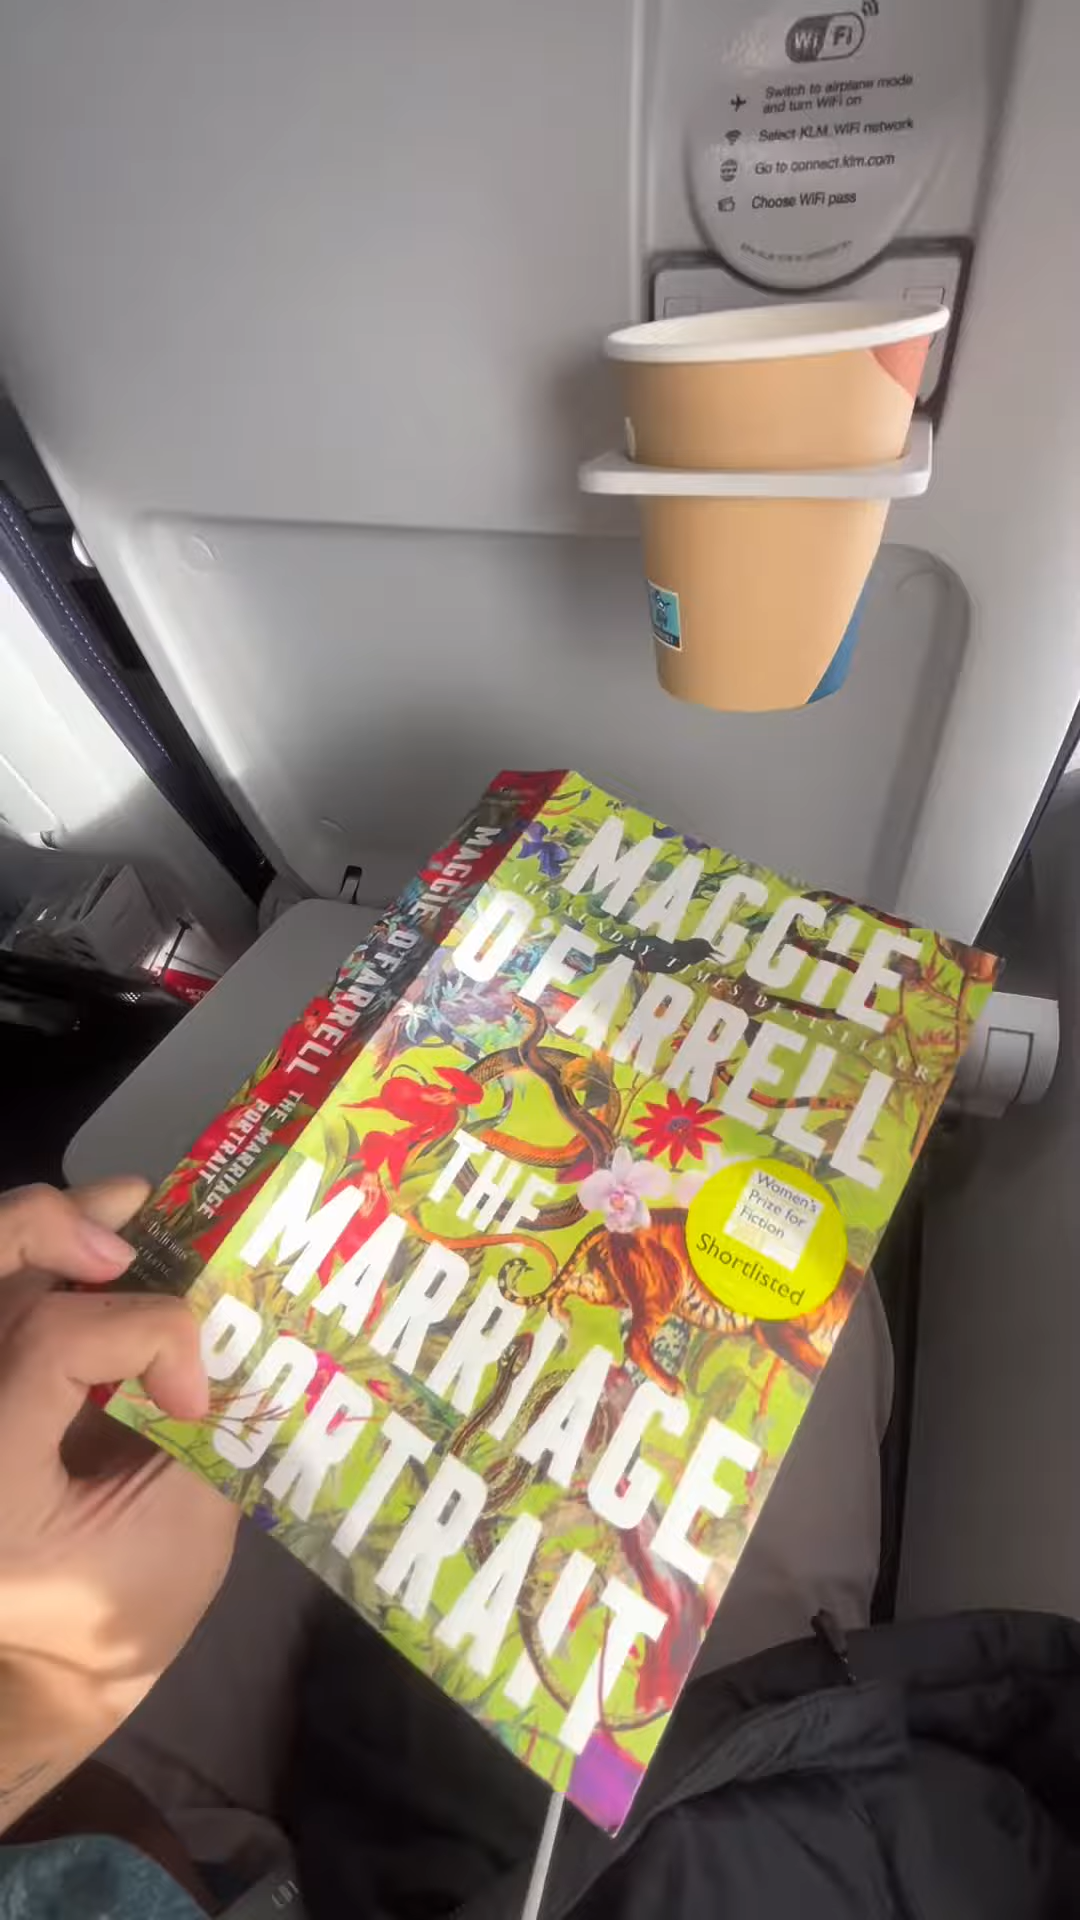 Wi Fi
Switch to airplane mode
and turn WiFi on
Select KLM WIFI network
Go to connect.klm.com
Choose WiFi pass
MAGGIE
THE SUNDAY TIMES BESTSELLER
O'FARRELL
THE
MARRIAGE
PORTRAIT
Women's
Prize for
Fiction
Shortlisted
MAGGIE O'FARRELL THE MARRIAGE
PORTRAIT